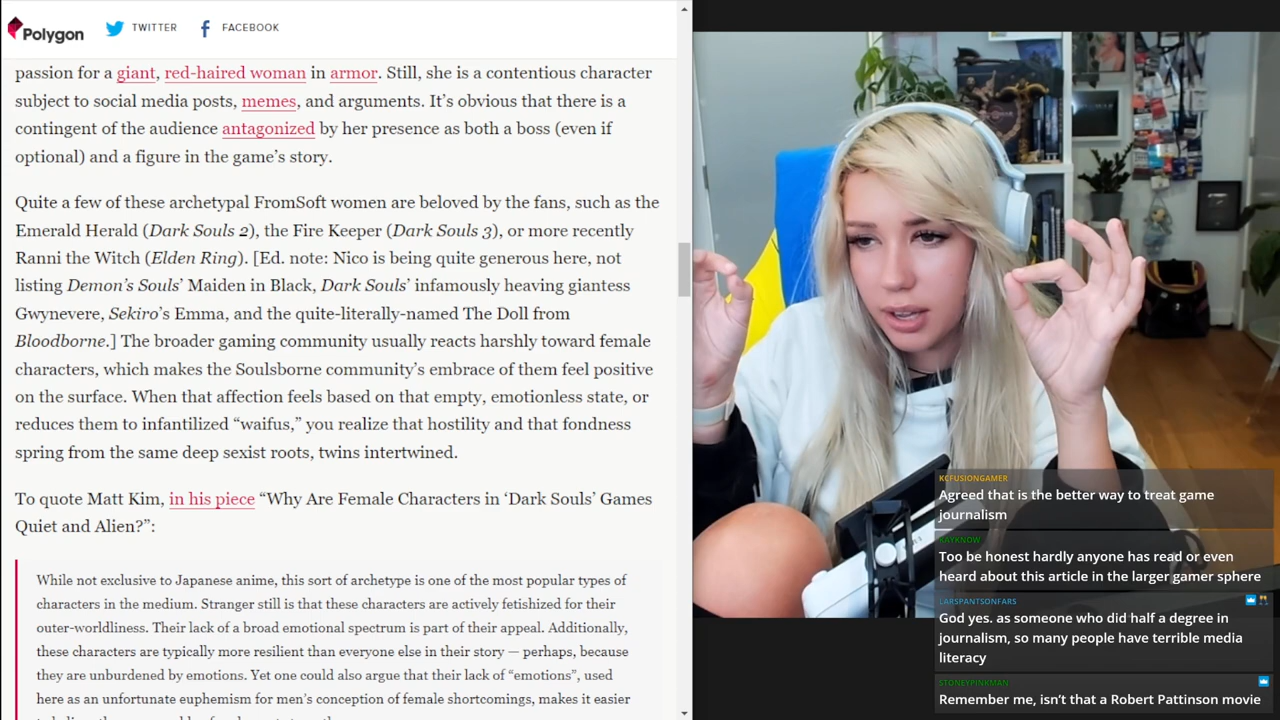 Polygon
TWITTER
FACEBOOK
passion for a giant, red-haired woman in armor. Still, she is a contentious character
subject to social media posts, memes, and arguments. It’s obvious that there is a
contingent of the audience antagonized by her presence as both a boss (even if
optional) and a figure in the game’s story.
Quite a few of these archetypal FromSoft women are beloved by the fans, such as the
Emerald Herald (Dark Souls 2), the Fire Keeper (Dark Souls 3), or more recently
Ranni the Witch (Elden Ring). [Ed. note: Nico is being quite generous here, not
listing Demon’s Souls’ Maiden in Black, Dark Souls’ infamously heaving giantess
Gwynevere, Sekiro’s Emma, and the quite-literally-named The Doll from
Bloodborne.] The broader gaming community usually reacts harshly toward female
characters, which makes the Soulsborne community’s embrace of them feel positive
on the surface. When that affection feels based on that empty, emotionless state, or
reduces them to infantilized “waifus,” you realize that hostility and that fondness
spring from the same deep sexist roots, twins intertwined.
To quote Matt Kim, in his piece “Why Are Female Characters in ‘Dark Souls’ Games
Quiet and Alien?”:
While not exclusive to Japanese anime, this sort of archetype is one of the most popular types of
characters in the medium. Stranger still is that these characters are actively fetishized for their
outer-worldliness. Their lack of a broad emotional spectrum is part of their appeal. Additionally,
these characters are typically more resilient than everyone else in their story — perhaps, because
they are unburdened by emotions. Yet one could also argue that their lack of “emotions”, used
here as an unfortunate euphemism for men’s conception of female shortcomings, makes it easier
KCFUSIONGAMER
Agreed that is the better way to treat game
journalism
KAYKNOW
Too be honest hardly anyone has read or even
heard about this article in the larger gamer sphere
LARSPANTSONFARS
God yes. as someone who did half a degree in
journalism, so many people have terrible media
literacy
STONEYPINKMAN
Remember me, isn’t that a Robert Pattinson movie